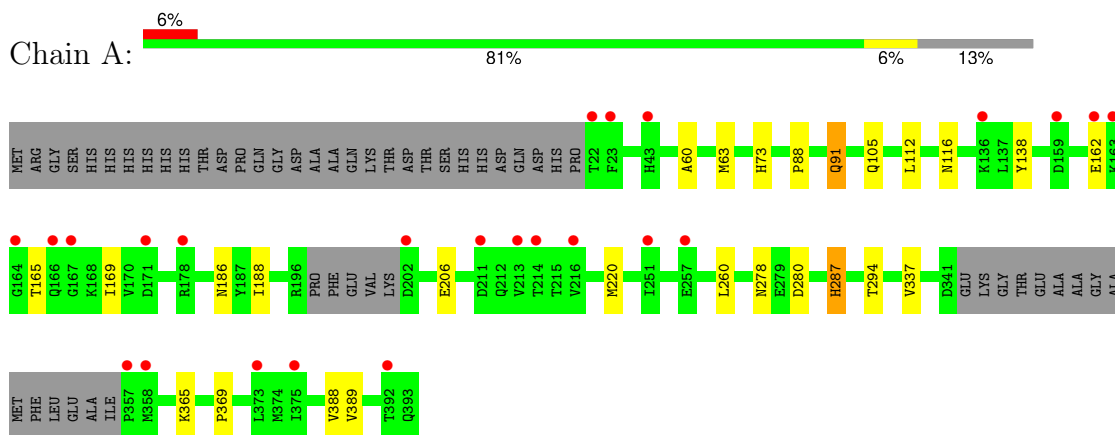 6%
Chain A:
81% 6% 13%
MET ARG GLY SER HIS HIS HIS HIS HIS HIS THR ASP PRO GLN GLY ASP ALA ALA GLN LYS THR ASP THR SER HIS HIS ASP GLN ASP HIS PRO T22 F23 H43 A60 M63 H73 P88 Q91 Q105 L112 N116 K136 L137 Y138 D159 E162 K163
G164 T165 Q166 G167 K168 I169 V170 D171 R178 N186 Y187 I188 R196 PRO PHE GLU VAL LYS D202 E206 D211 Q212 V213 T214 T215 V216 M220 I251 E257 L260 N278 E279 D280 H287 T294 V337 D341 GLU LYS GLY THR GLU ALA ALA GLY ALA
MET PHE LEU GLU ALA ILE P357 M358 K365 P369 L373 M374 I375 V388 V389 T392 Q393